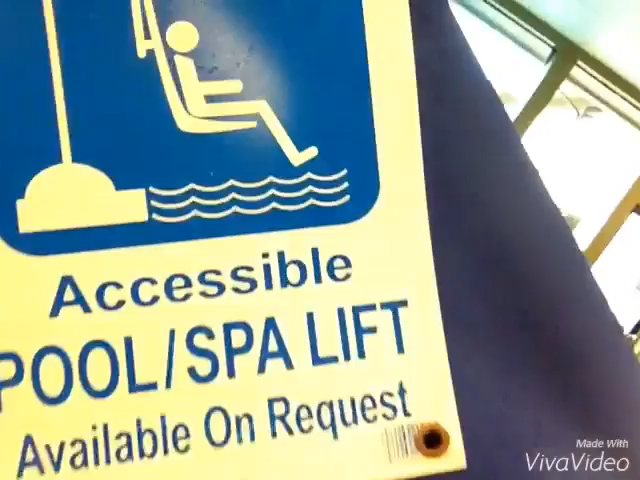 Accessible
POOL/SPA LIFT
Available On Request
Made With
VivaVideo